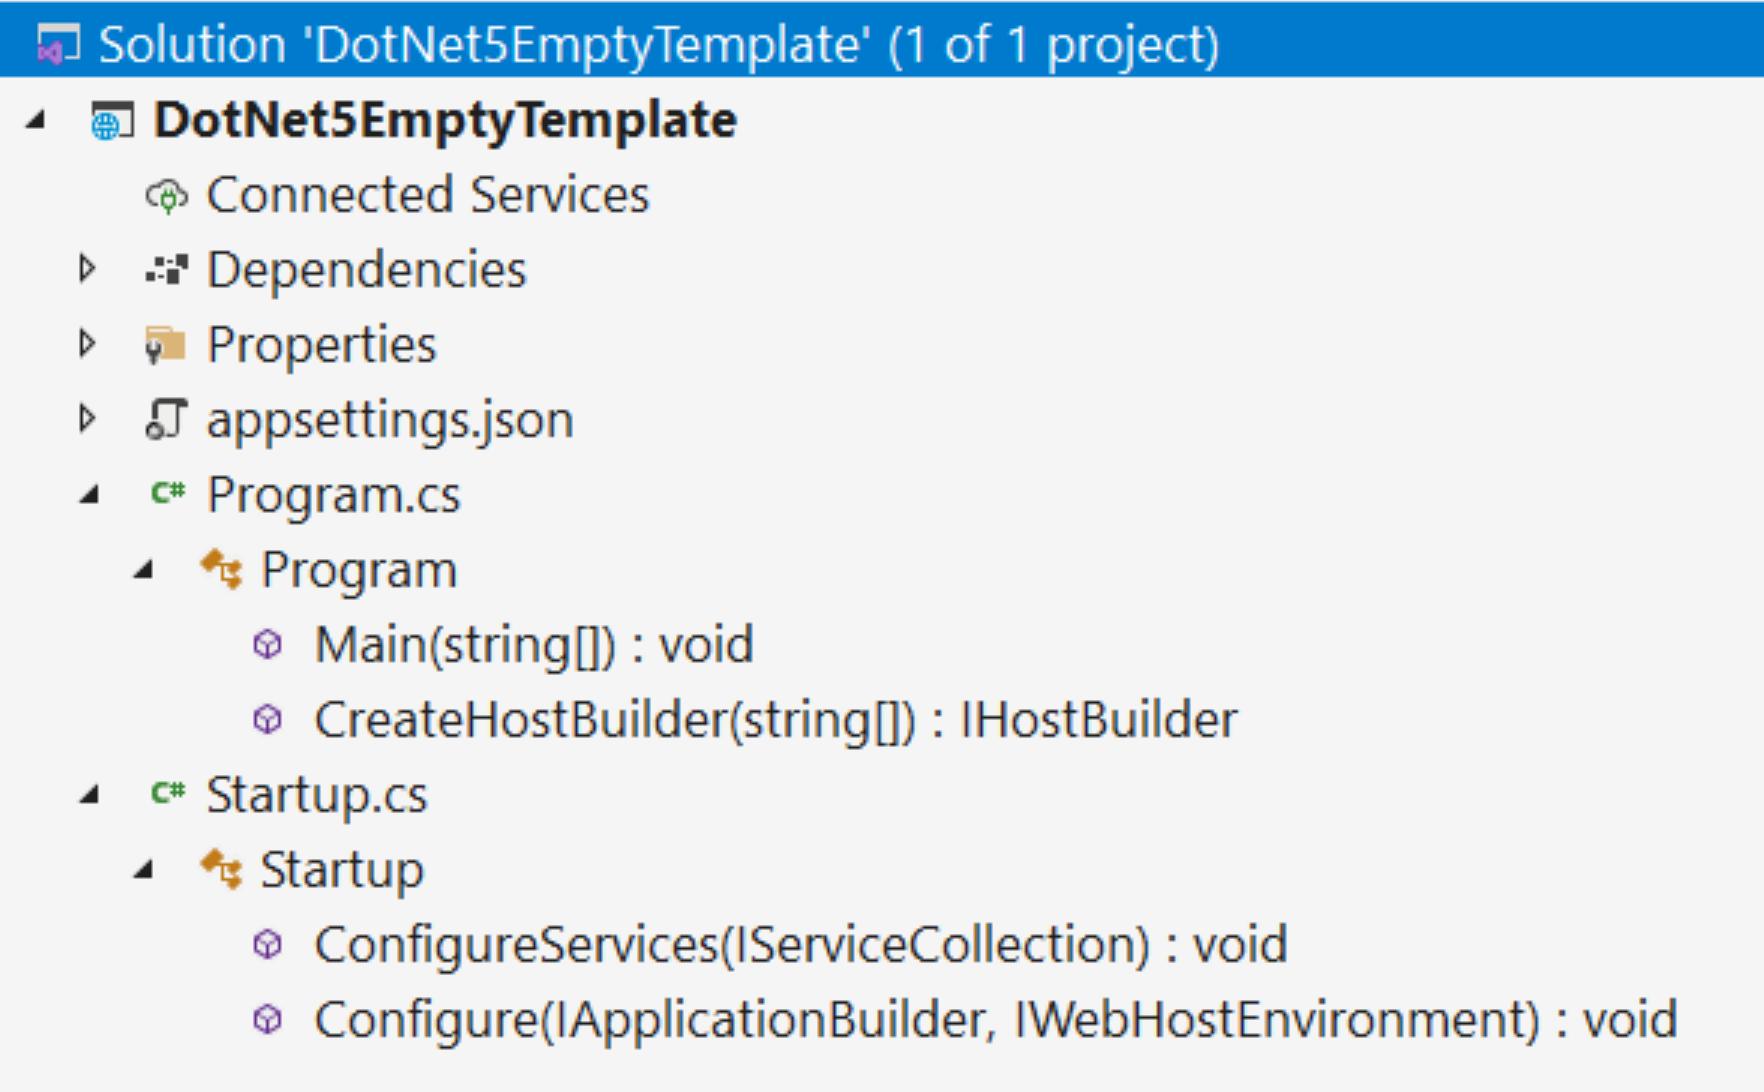 Solution 'DotNet5EmptyTemplate' (1 of 1 project)
DotNet5EmptyTemplate
Connected Services
Dependencies
Properties
appsettings.json
C# Program.cs
Program
Main(string[]) : void
CreateHostBuilder(string[]) : IHostBuilder
C# Startup.cs
Startup
ConfigureServices(IServiceCollection) : void
Configure(IApplicationBuilder, IWebHostEnvironment) : void